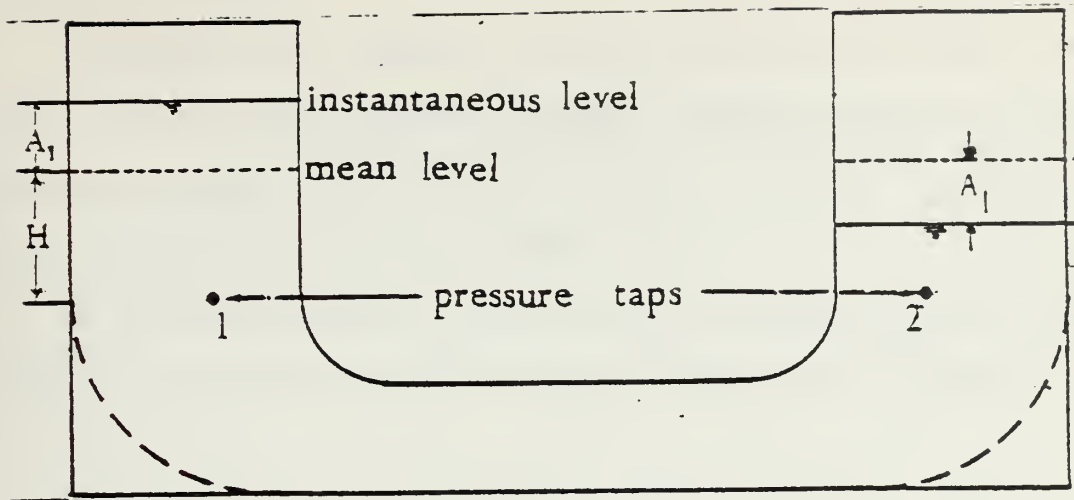 instantaneous level
A1
mean level
A1
H
pressure taps
1
2